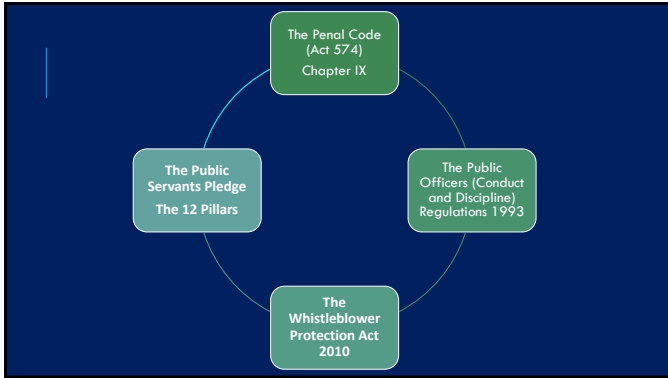 The Penal Code
(Act 574)
Chapter IX
The Public
Servants Pledge
The 12 Pillars
The Public
Officers (Conduct
and Discipline)
Regulations 1993
The
Whistleblower
Protection Act
2010